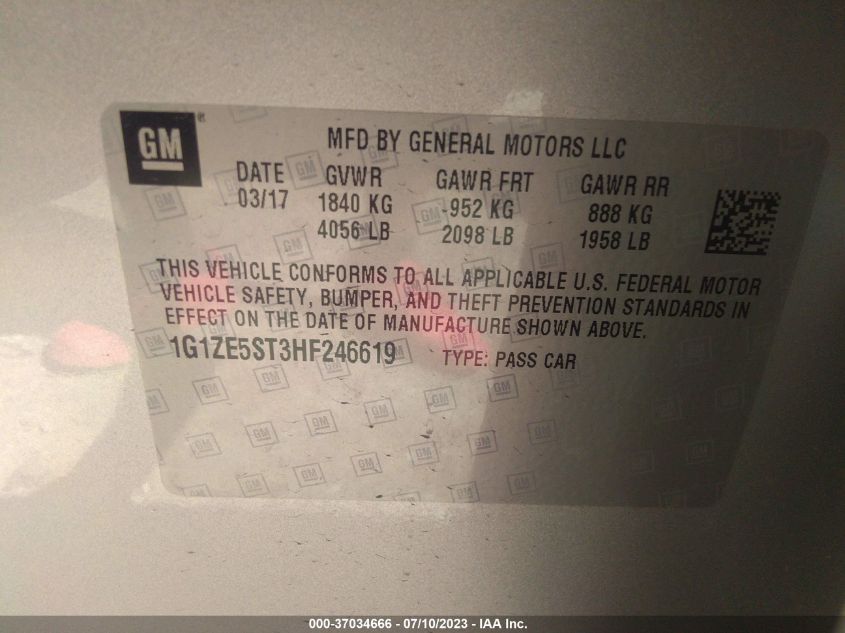 GM ®
MFD BY GENERAL MOTORS LLC
DATE GVWR GAWR FRT GAWR RR
03/17 1840 KG 952 KG 888 KG
4056 LB 2098 LB 1958 LB
THIS VEHICLE CONFORMS TO ALL APPLICABLE U.S. FEDERAL MOTOR
VEHICLE SAFETY, BUMPER, AND THEFT PREVENTION STANDARDS IN
EFFECT ON THE DATE OF MANUFACTURE SHOWN ABOVE.
1G1ZE5ST3HF246619 TYPE: PASS CAR
000-37034666 - 07/10/2023 - IAA Inc.